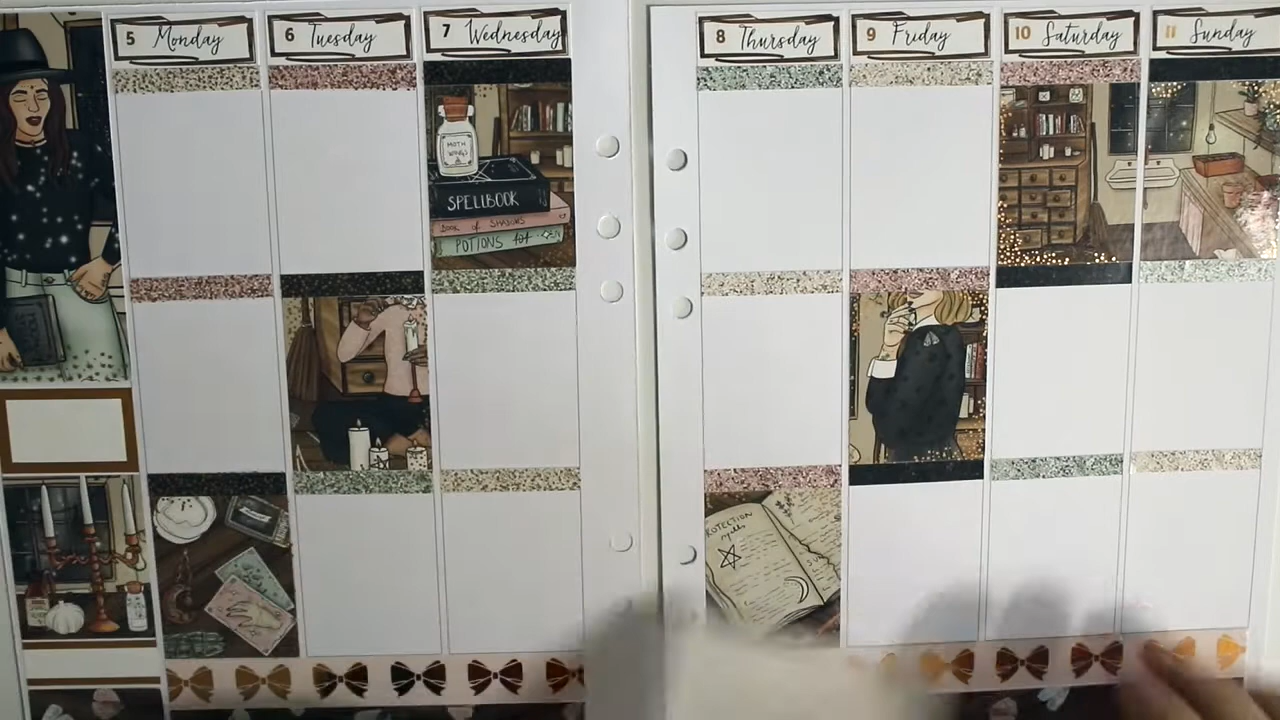 5 Monday
6 Tuesday
7 Wednesday
8 Thursday
9 Friday
10 Saturday
11 Sunday
MOTH
WINGS
SPELLBOOK
BOOK of SHADOWS
POTIONS for
PROTECTION
spells